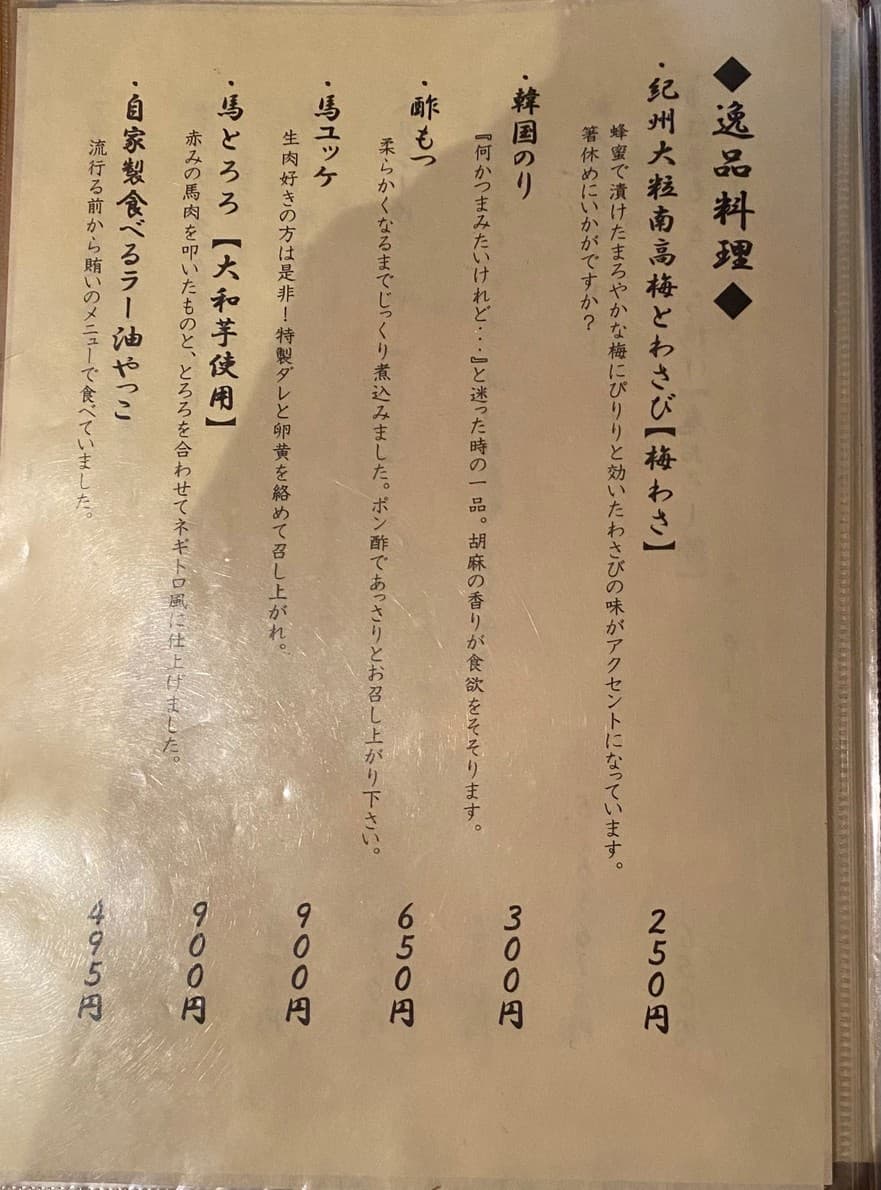 ◆逸品料理◆
・紀州大粒南高梅とわさび【梅わさ】 250円
蜂蜜で漬けたまろやかな梅にぴりりと効いたわさびの味がアクセントになっています。
箸休めにいかがですか？
・韓国のり 300円
『何かつまみたいけれど・・・』と迷った時の一品。胡麻の香りが食欲をそそります。
・酢もつ 650円
柔らかくなるまでじっくり煮込みました。ポン酢であっさりとお召し上がり下さい。
・馬ユッケ 900円
生肉好きの方は是非！特製ダレと卵黄を絡めて召し上がれ。
・馬とろろ【大和芋使用】 900円
赤みの馬肉を叩いたものと、とろろを合わせてネギトロ風に仕上げました。
・自家製食べるラー油やっこ 495円
流行る前から賄いのメニューで食べていました。